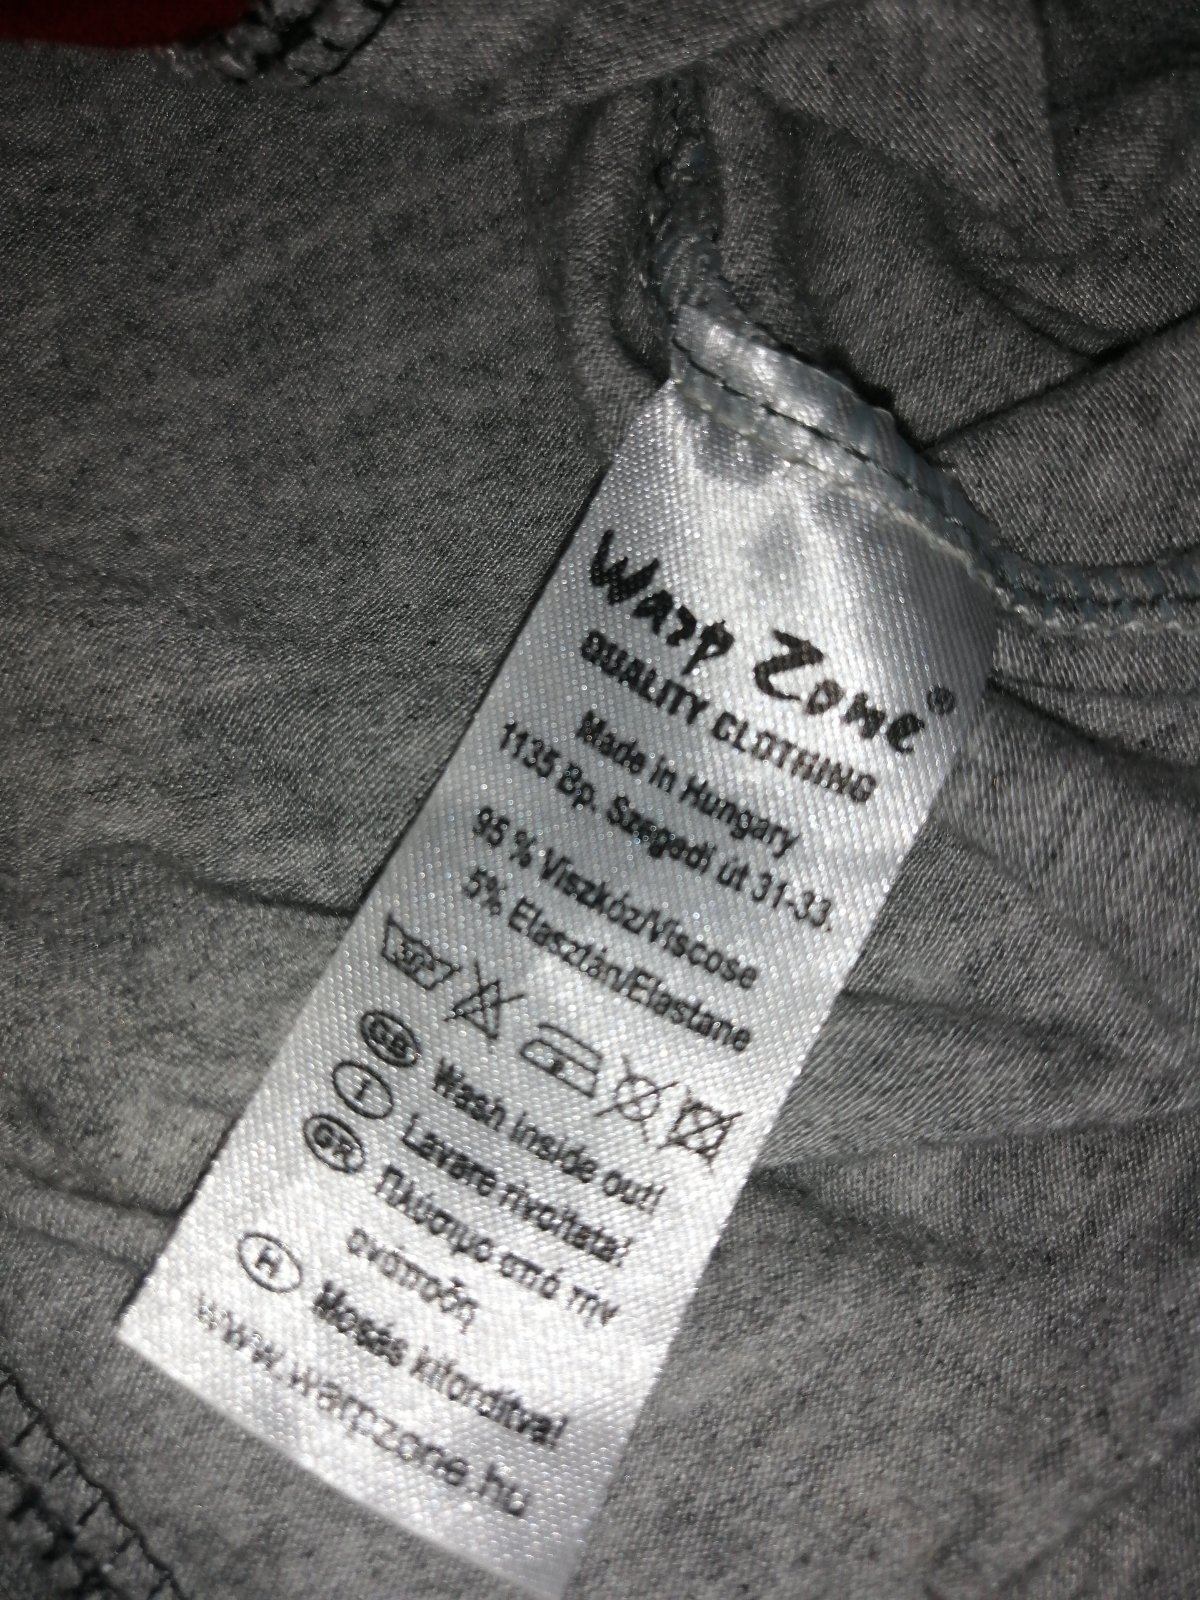 Warp Zone®
QUALITY CLOTHING
Made in Hungary
1135 Bp. Szegedi út 31-33.
95 % Viszkóz/Viscose
5% Elasztán/Elastane
30°
GB Wash inside out!
I Lavare rivoltata!
GR Πλύσιμο από την
ανάποδη
H Mosás kifordítva!
www.warpzone.hu